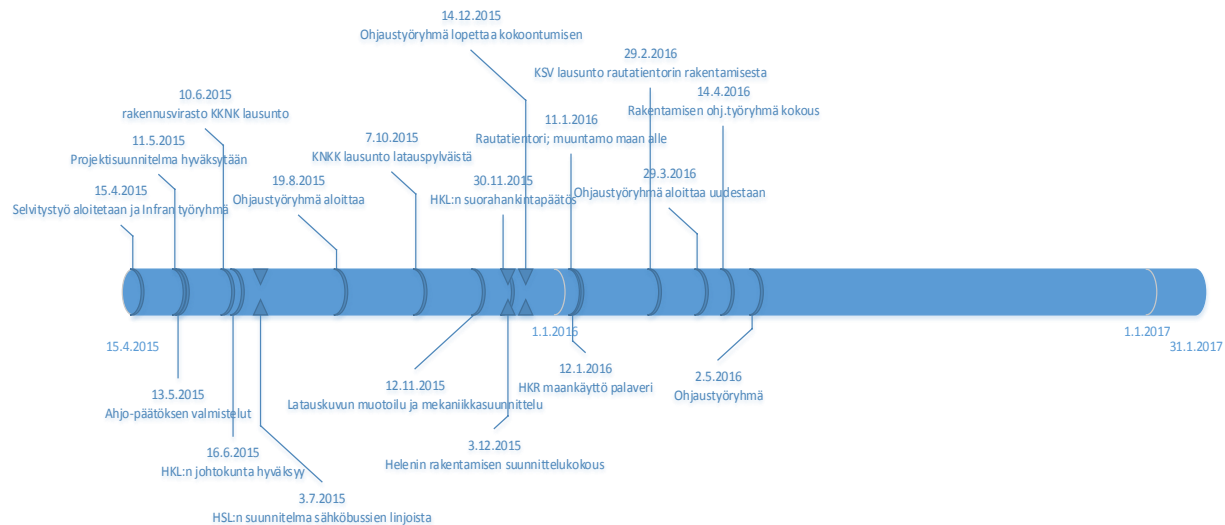 14.12.2015
Ohjaustyöryhmä lopettaa kokoontumisen
29.2.2016
KSV lausunto rautatientorin rakentamisesta
10.6.2015
rakennusvirasto KKNK lausunto
14.4.2016
Rakentamisen ohj.työryhmä kokous
11.5.2015
Projektisuunnitelma hyväksytään
7.10.2015
KNKK lausunto latauspylväistä
11.1.2016
Rautatientori; muuntamo maan alle
15.4.2015
Selvitystyö aloitetaan ja Infran työryhmä
19.8.2015
Ohjaustyöryhmä aloittaa
30.11.2015
HKL:n suorahankintapäätös
29.3.2016
Ohjaustyöryhmä aloittaa uudestaan
15.4.2015
1.1.2016
1.1.2017
31.1.2017
13.5.2015
Ahjo-päätöksen valmistelut
12.11.2015
Latauskuvun muotoilu ja mekaniikkasuunnittelu
12.1.2016
HKR maankäyttö palaveri
2.5.2016
Ohjaustyöryhmä
16.6.2015
HKL:n johtokunta hyväksyy
3.12.2015
Helenin rakentamisen suunnittelukokous
3.7.2015
HSL:n suunnitelma sähköbussien linjoista